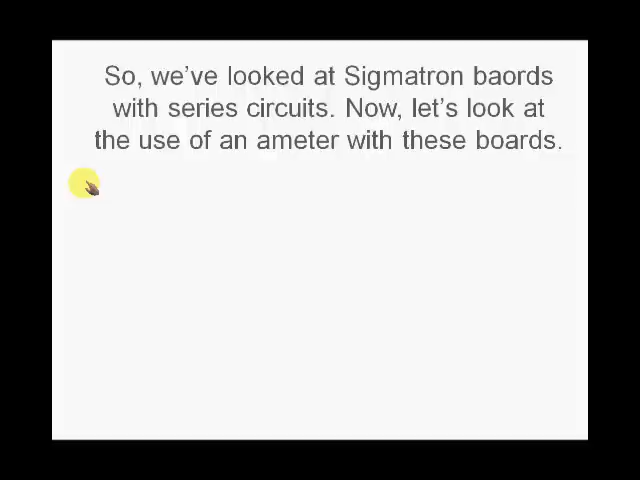 So, we've looked at Sigmatron baords
with series circuits. Now, let's look at
the use of an ameter with these boards.